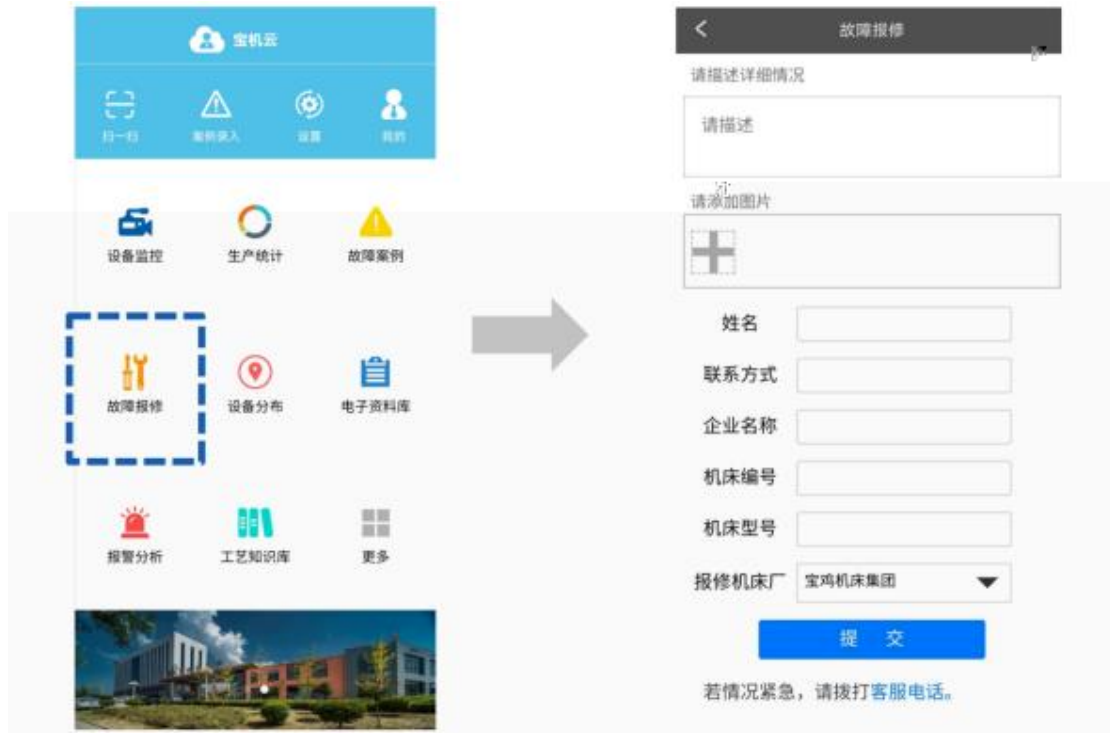 宝机云
扫一扫 案例录入 设置 我的
设备监控 生产统计 故障案例
故障报修 设备分布 电子资料库
报警分析 工艺知识库 更多
故障报修
请描述详细情况
请描述
请添加图片
姓名
联系方式
企业名称
机床编号
机床型号
报修机床厂 宝鸡机床集团
提 交
若情况紧急，请拨打客服电话。